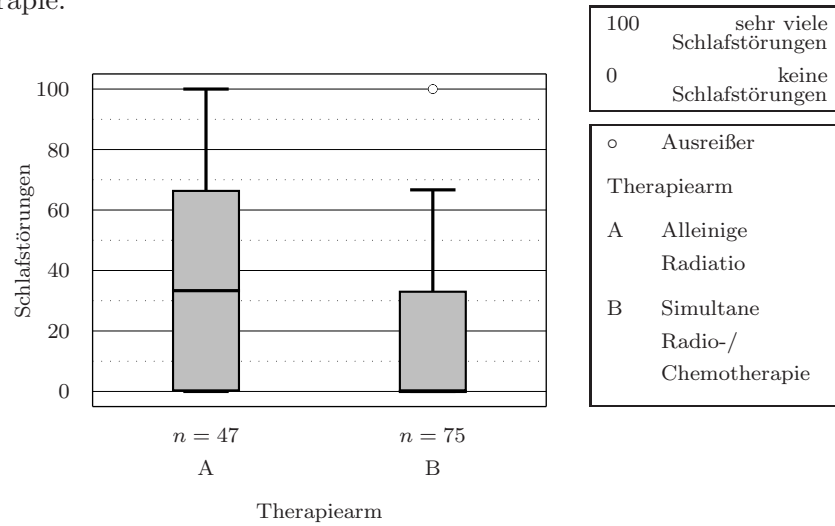 100 sehr viele
Schlafstörungen
0 keine
Schlafstörungen
Schlafstörungen
100
80
60
40
20
0
n = 47
n = 75
A
B
Therapiearm
Ausreißer
Therapiearm
A Alleinige
Radiatio
B Simultane
Radio-/
Chemotherapie